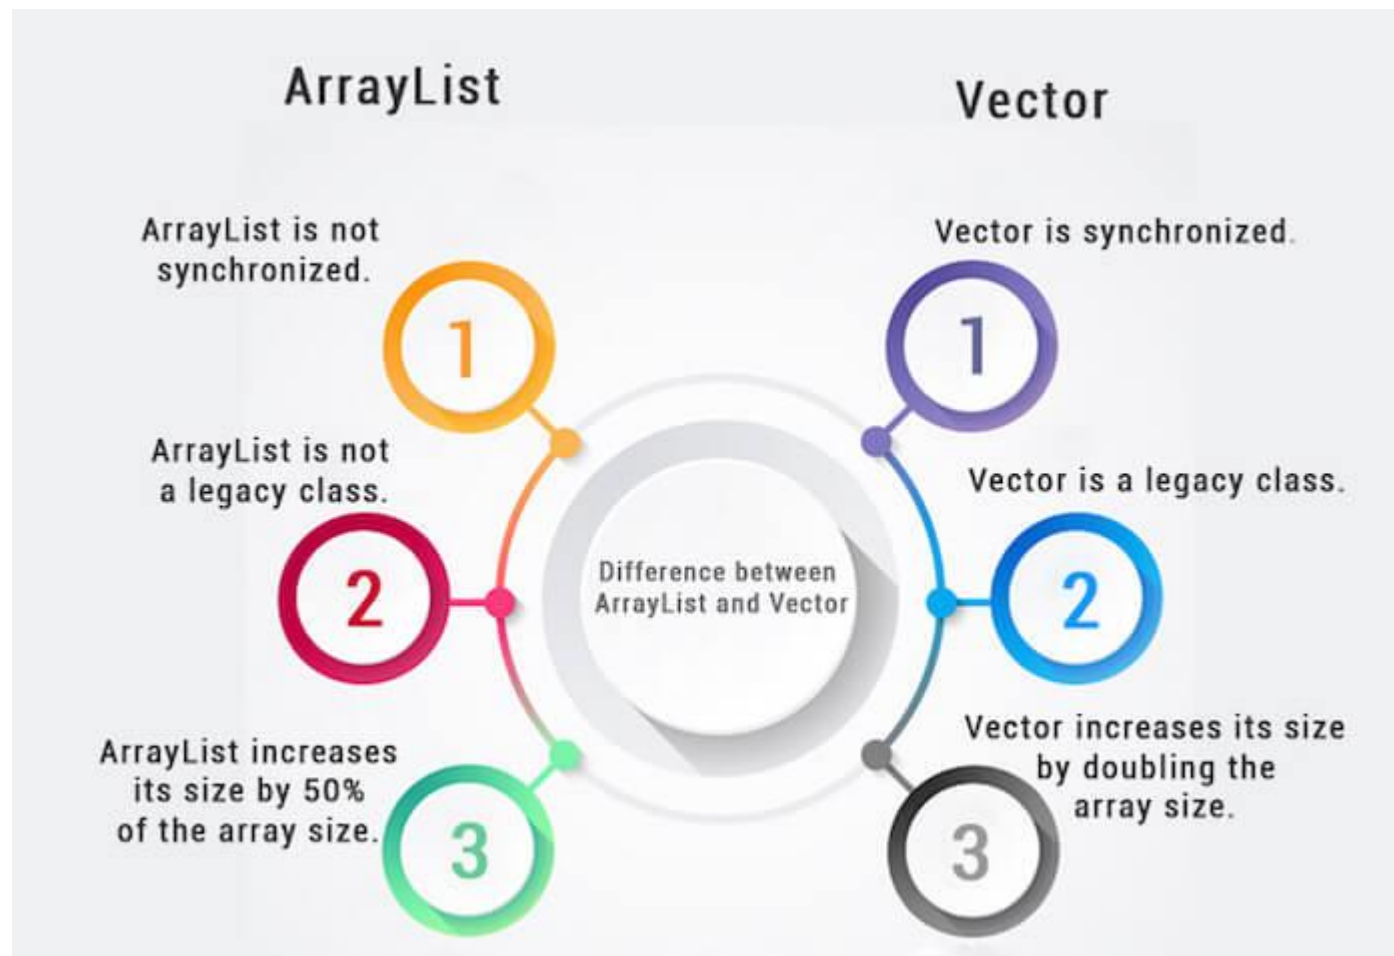 ArrayList
Vector
ArrayList is not
synchronized.
1
ArrayList is not
a legacy class.
2
ArrayList increases
its size by 50%
of the array size.
3
Difference between
ArrayList and Vector
Vector is synchronized.
1
Vector is a legacy class.
2
Vector increases its size
by doubling the
array size.
3